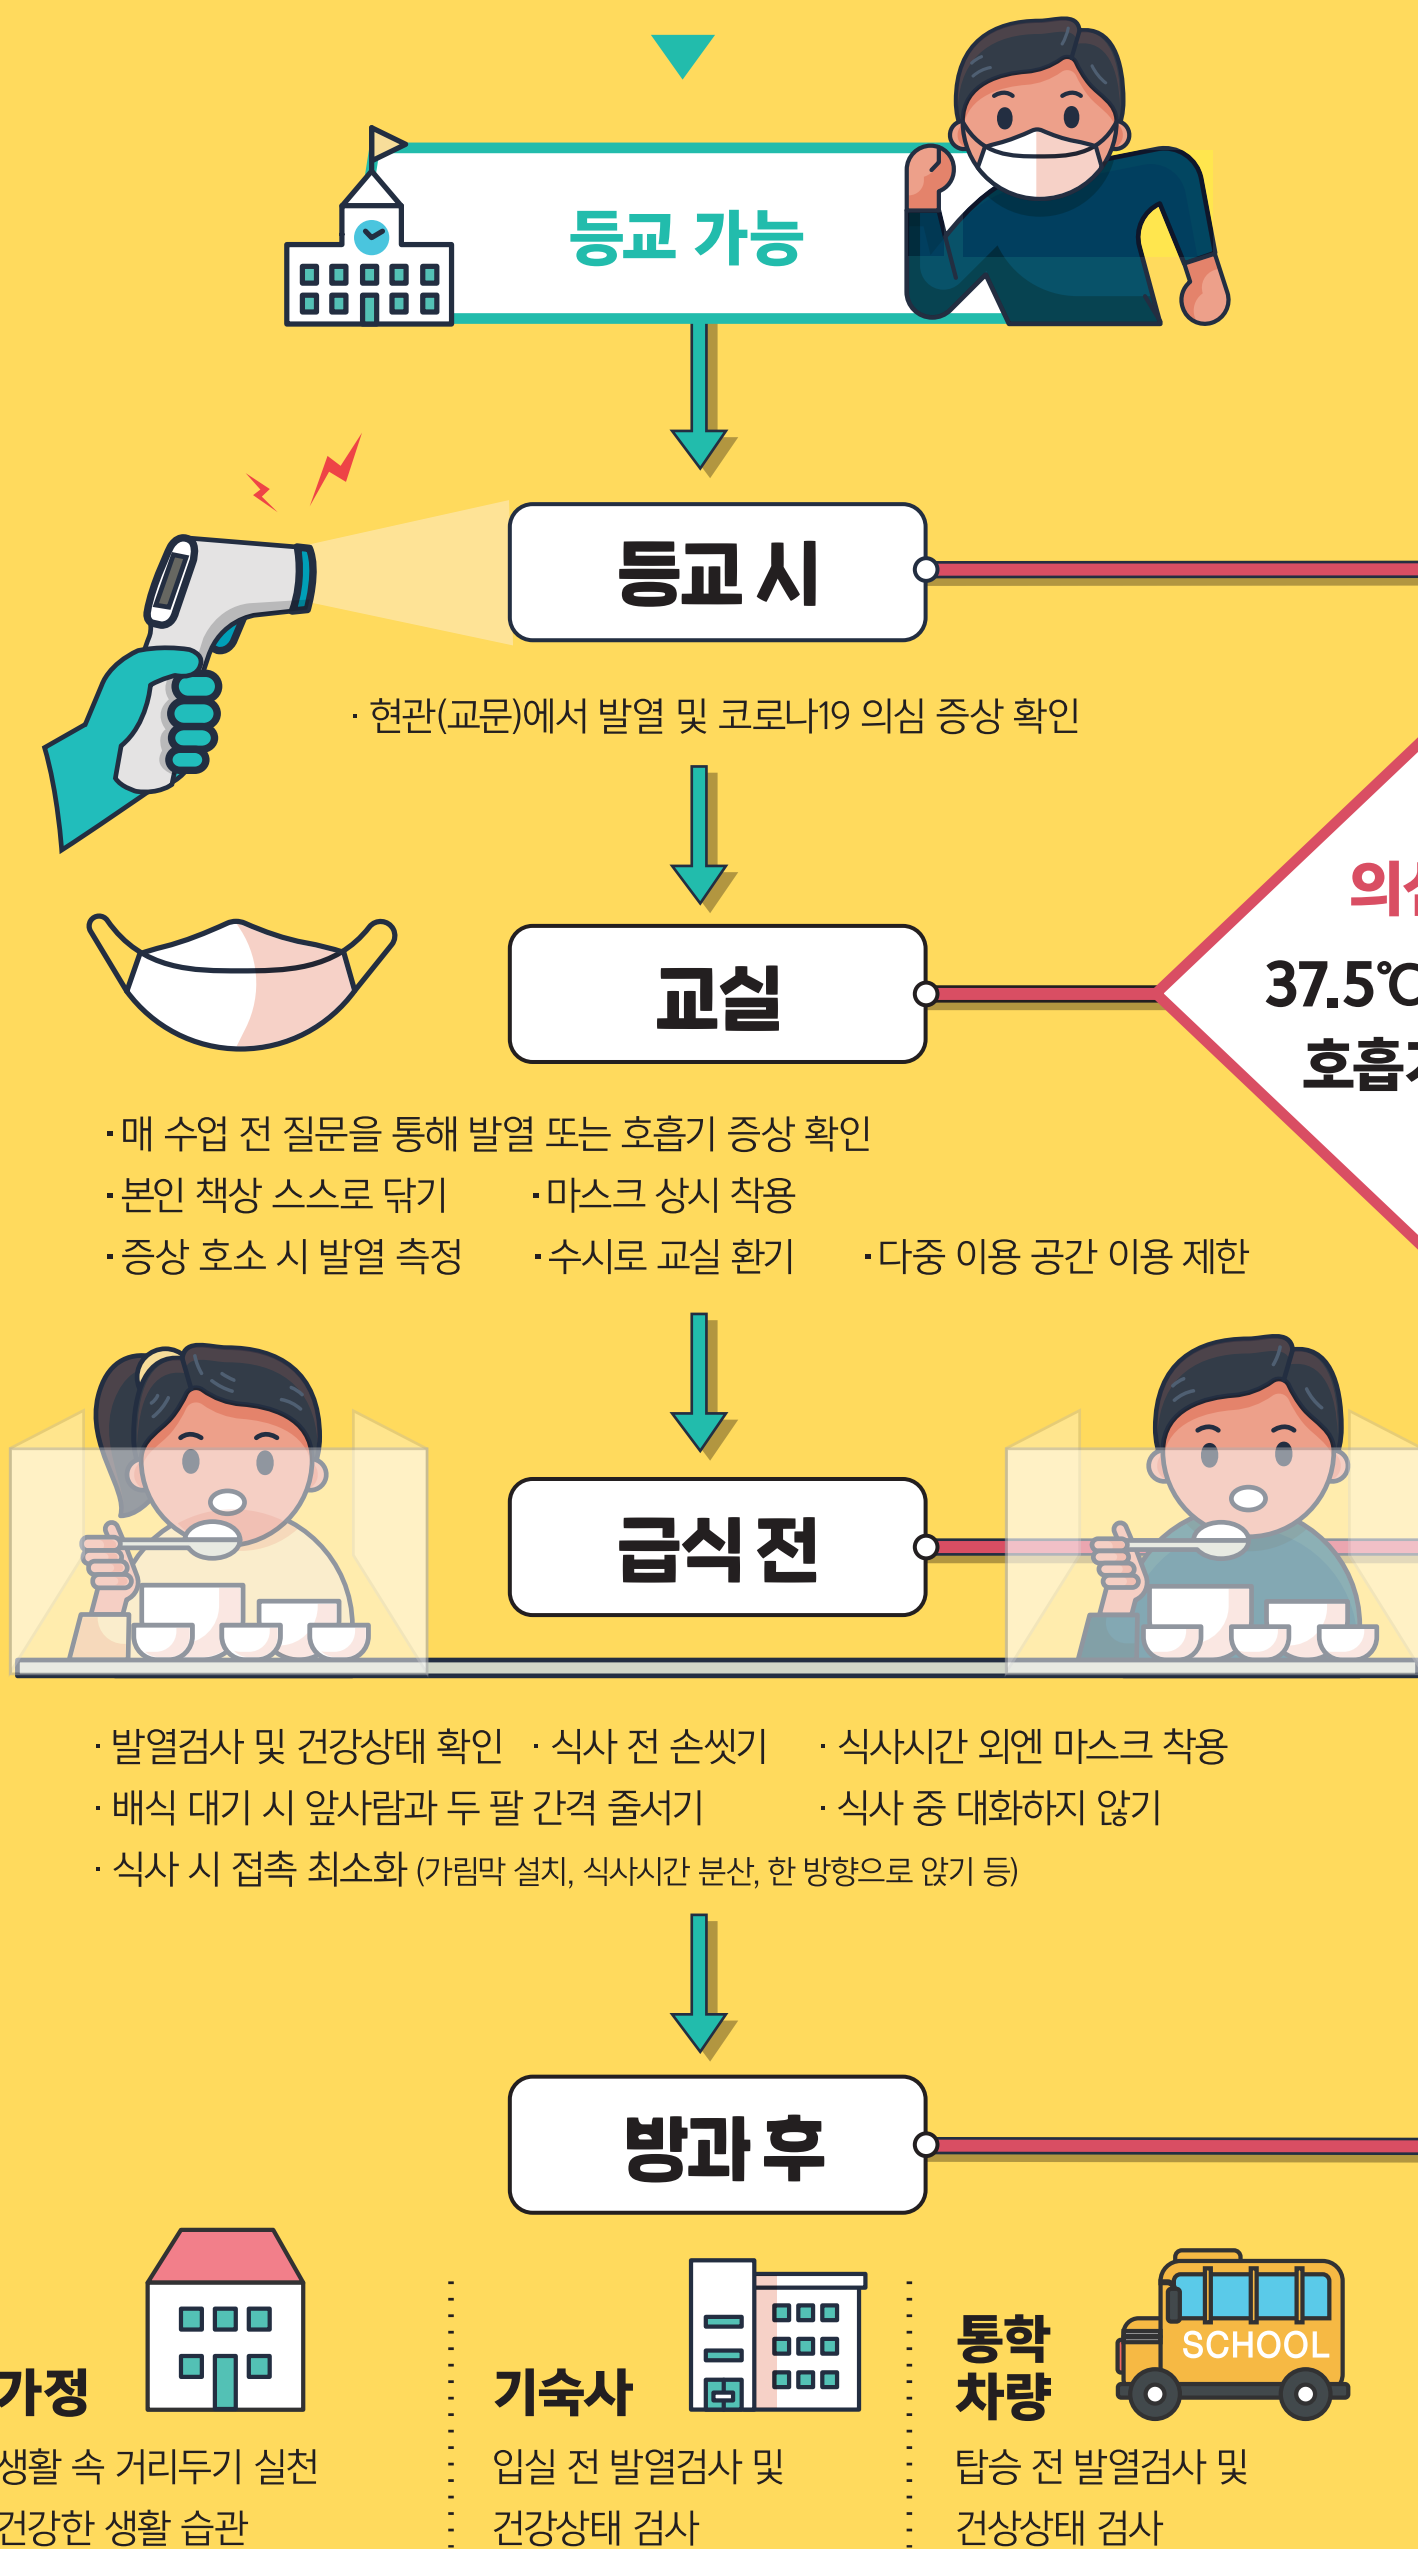 등교 가능
등교 시
· 현관(교문)에서 발열 및 코로나19 의심 증상 확인
교실
37.5℃
· 매 수업 전 질문을 통해 발열 또는 호흡기 증상 확인
· 본인 책상 스스로 닦기 · 마스크 상시 착용
· 증상 호소 시 발열 측정 · 수시로 교실 환기 · 다중 이용 공간 이용 제한
급식 전
· 발열검사 및 건강상태 확인 · 식사 전 손씻기 · 식사시간 외엔 마스크 착용
· 배식 대기 시 앞사람과 두 팔 간격 줄서기 · 식사 중 대화하지 않기
· 식사 시 접촉 최소화 (가림막 설치, 식사시간 분산, 한 방향으로 앉기 등)
방과 후
가정
생활 속 거리두기 실천
건강한 생활 습관
기숙사
입실 전 발열검사 및
건강상태 검사
통학
차량
SCHOOL
탑승 전 발열검사 및
건상상태 검사